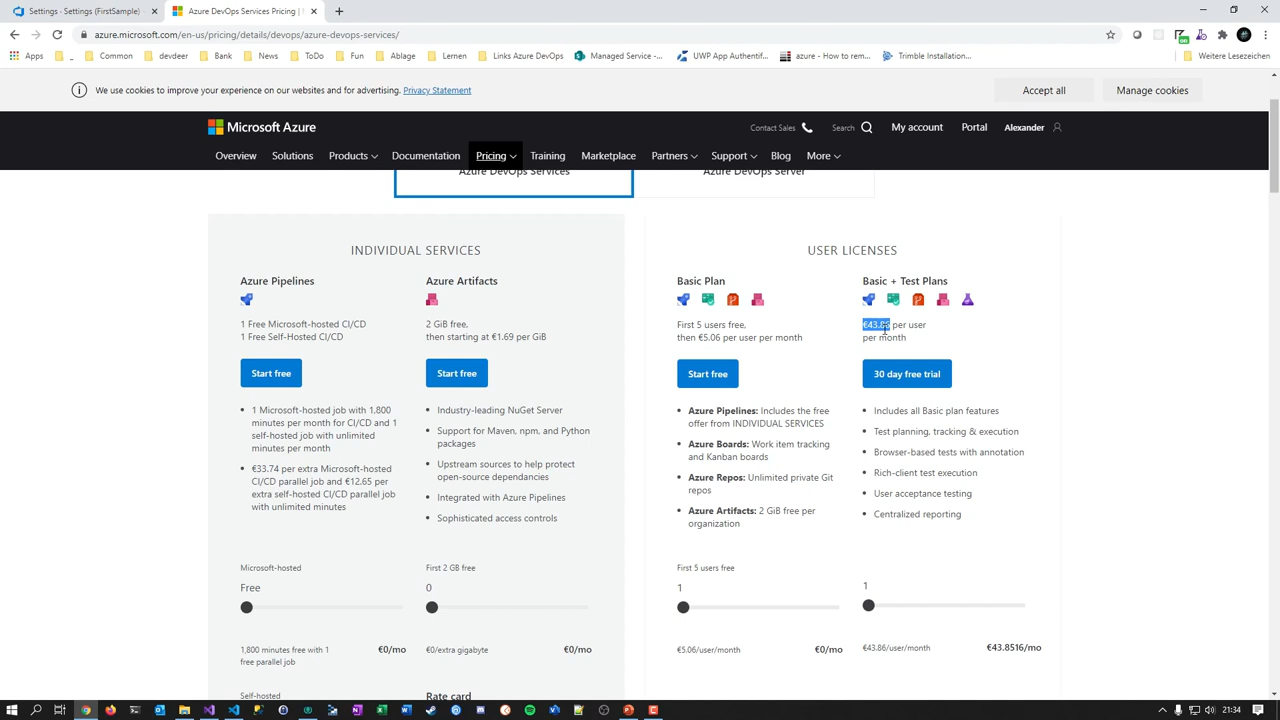 Settings - Settings (FirstSample)
Azure DevOps Services Pricing |
azure.microsoft.com/en-us/pricing/details/devops/azure-devops-services/
Apps
_
Common
devdeer
Bank
News
ToDo
Fun
Ablage
Lernen
Links Azure DevOps
Managed Service -...
UWP App Authentif...
azure - How to rem...
Trimble Installation...
Weitere Lesezeichen
We use cookies to improve your experience on our websites and for advertising. Privacy Statement
Accept all
Manage cookies
Microsoft Azure
Contact Sales
Search
My account
Portal
Alexander
Overview
Solutions
Products
Documentation
Pricing
Training
Marketplace
Partners
Support
Blog
More
Azure DevOps Services
Azure DevOps Server
INDIVIDUAL SERVICES
Azure Pipelines
1 Free Microsoft-hosted CI/CD
1 Free Self-Hosted CI/CD
Start free
1 Microsoft-hosted job with 1,800
minutes per month for CI/CD and 1
self-hosted job with unlimited
minutes per month
€33.74 per extra Microsoft-hosted
CI/CD parallel job and €12.65 per
extra self-hosted CI/CD parallel job
with unlimited minutes
Microsoft-hosted
Free
1,800 minutes free with 1
free parallel job
€0/mo
Self-hosted
Azure Artifacts
2 GiB free,
then starting at €1.69 per GiB
Start free
Industry-leading NuGet Server
Support for Maven, npm, and Python
packages
Upstream sources to help protect
open-source dependancies
Integrated with Azure Pipelines
Sophisticated access controls
First 2 GB free
0
€0/extra gigabyte
€0/mo
Rate card
USER LICENSES
Basic Plan
First 5 users free,
then €5.06 per user per month
Start free
Azure Pipelines: Includes the free
offer from INDIVIDUAL SERVICES
Azure Boards: Work item tracking
and Kanban boards
Azure Repos: Unlimited private Git
repos
Azure Artifacts: 2 GiB free per
organization
First 5 users free
1
€5.06/user/month
€0/mo
Basic + Test Plans
€43.86 per user
per month
30 day free trial
Includes all Basic plan features
Test planning, tracking & execution
Browser-based tests with annotation
Rich-client test execution
User acceptance testing
Centralized reporting
1
€43.86/user/month
€43.8516/mo
21:34